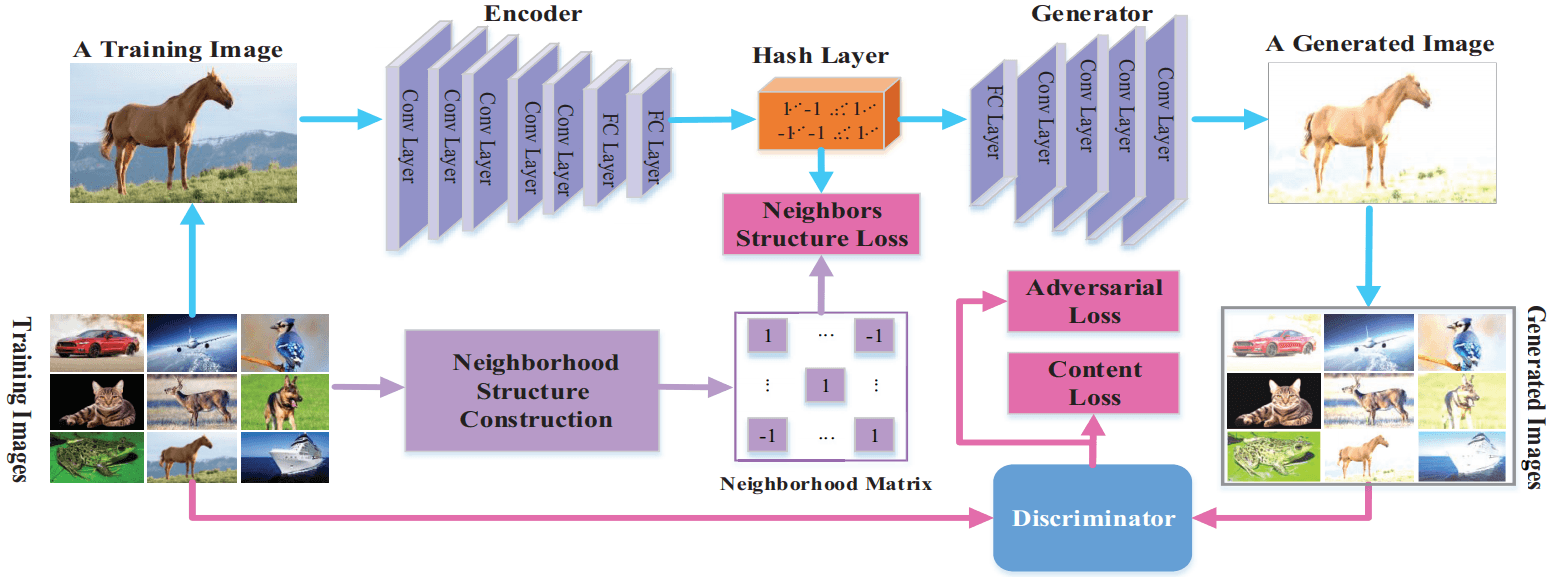 Encoder
Generator
A Training Image
Hash Layer
A Generated Image
Conv Layer
Conv Layer
Conv Layer
Conv Layer
Conv Layer
FC Layer
FC Layer
1⋰-1 .:⋰ 1⋰
-1⋰-1 .:⋰ 1⋰
FC Layer
Conv Layer
Conv Layer
Conv Layer
Conv Layer
Neighbors
Structure Loss
Adversarial
Loss
Content
Loss
Training Images
Neighborhood
Structure
Construction
1 ... -1
⋮ 1 ⋮
-1 ... 1
Neighborhood Matrix
Discriminator
Generated Images